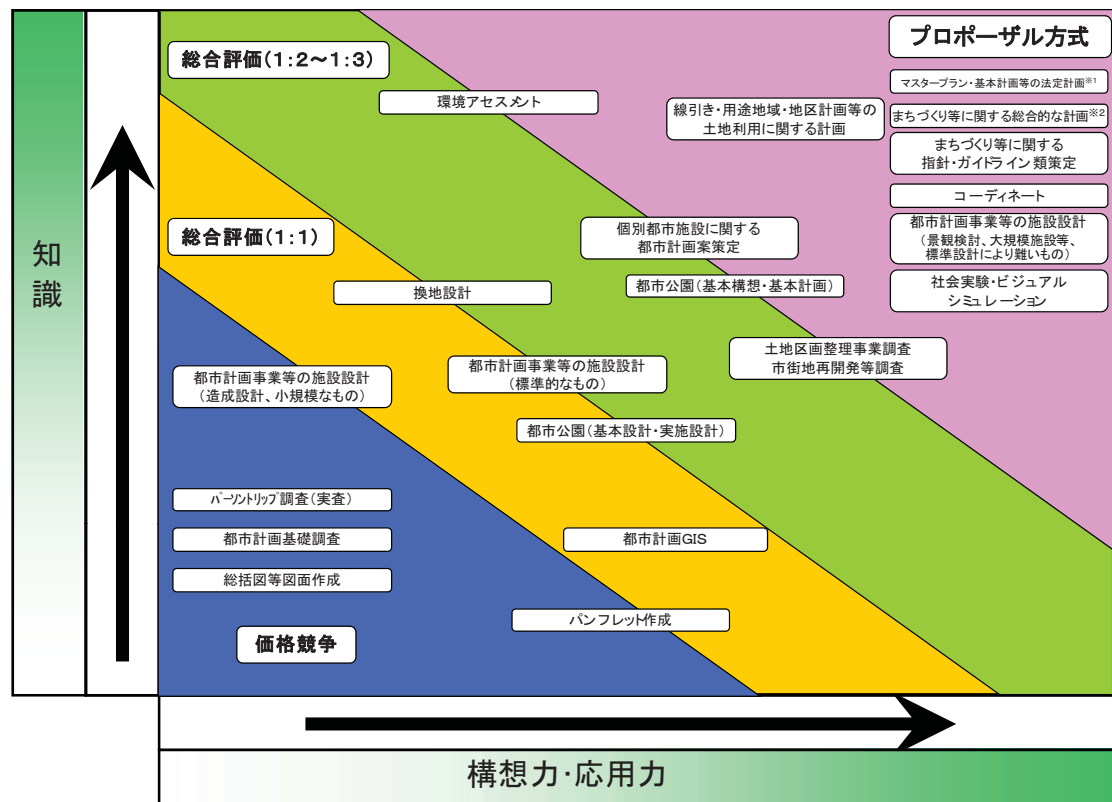 総合評価(1:2～1:3)
プロポーザル方式
マスタープラン・基本計画等の法定計画※1
環境アセスメント
線引き・用途地域・地区計画等の
土地利用に関する計画
まちづくり等に関する総合的な計画※2
まちづくり等に関する
指針・ガイドライン類策定
コーディネート
総合評価(1:1)
個別都市施設に関する
都市計画案策定
都市計画事業等の施設設計
(景観検討、大規模施設等、
標準設計により難いもの)
知識
換地設計
都市公園(基本構想・基本計画)
社会実験・ビジュアル
シミュレーション
都市計画事業等の施設設計
(造成設計、小規模なもの)
都市計画事業等の施設設計
(標準的なもの)
土地区画整理事業調査
市街地再開発等調査
都市公園(基本設計・実施設計)
パーソントリップ調査(実査)
都市計画基礎調査
都市計画GIS
総括図等図面作成
パンフレット作成
価格競争
構想力・応用力